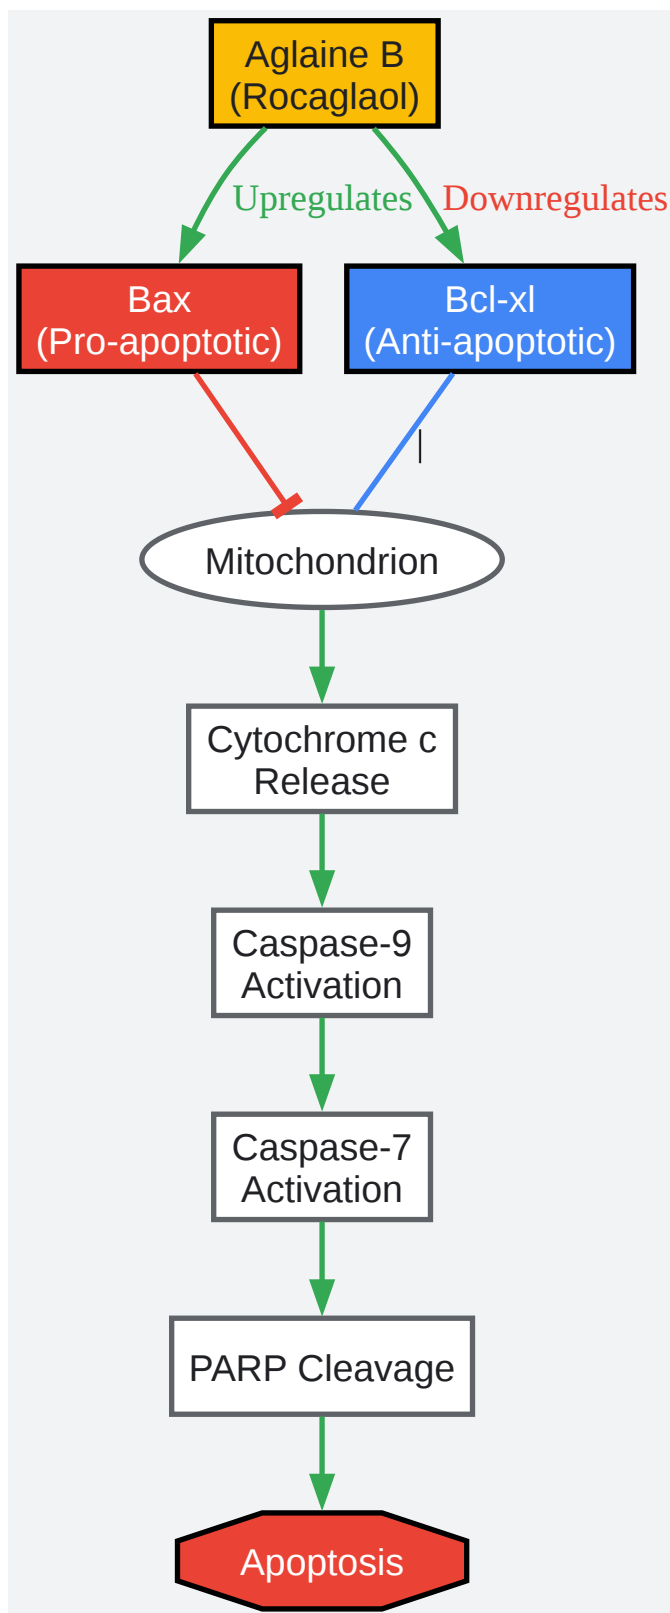 Aglaine B
(Rocaglaol)
Upregulates
Downregulates
Bax
(Pro-apoptotic)
Bcl-xl
(Anti-apoptotic)
|
Mitochondrion
Cytochrome c
Release
Caspase-9
Activation
Caspase-7
Activation
PARP Cleavage
Apoptosis